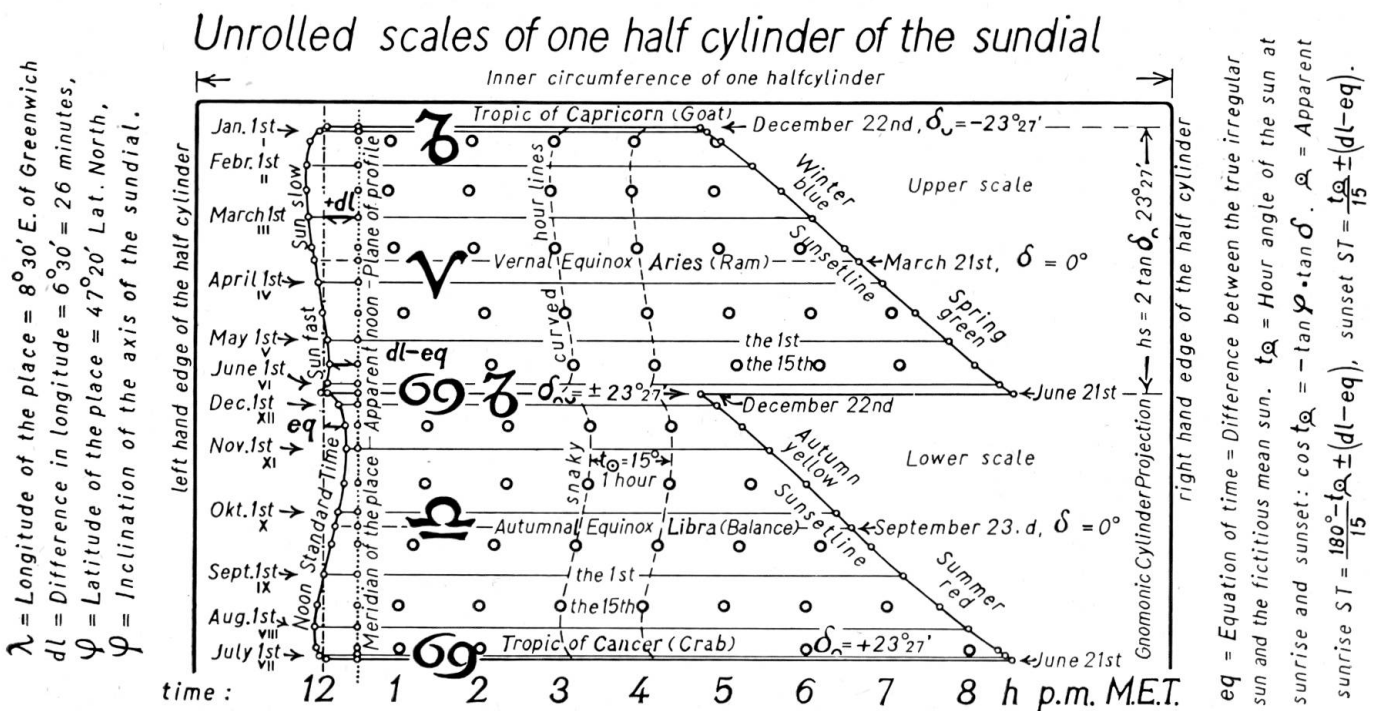 Unrolled scales of one half cylinder of the sundial
Inner circumference of one halfcylinder
λ = Longitude of the place = 8°30′ E. of Greenwich
dl = Difference in longitude = 6°30′ = 26 minutes,
φ = Latitude of the place = 47°20′ Lat. North,
φ = Inclination of the axis of the sundial.
left hand edge of the half cylinder
Jan. 1st
I
Febr. 1st
II
March 1st
III
April 1st
IV
May 1st
V
June 1st
VI
Dec. 1st
XII
Nov. 1st
XI
Okt. 1st
X
Sept. 1st
IX
Aug. 1st
VIII
July 1st
VII
Sun slow
Sun fast
Noon Standard Time
+dl
dl-eq
eq
Meridian of the place Apparent noon - Plane of profile
Tropic of Capricorn (Goat)
♑
December 22nd, δ = -23°27′
Winter
blue
Upper scale
hour lines
curved
snaky
Sunsetline
♈
Vernal Equinox Aries (Ram)
March 21st, δ = 0°
Spring
green
the 1st
the 15th
♋ ♑ δ = ± 23°27′
June 21st
December 22nd
Autumn
yellow
t☉ = 15°
1 hour
Lower scale
♎
Autumnal Equinox Libra (Balance)
September 23.d, δ = 0°
Sunsetline
Summer
red
the 1st
the 15th
♋
Tropic of Cancer (Crab)
δ = +23°27′
June 21st
Gnomonic Cylinder Projection hs = 2 tan δ 23°27′
right hand edge of the half cylinder
time: 12 1 2 3 4 5 6 7 8 h p.m. M.E.T.
eq = Equation of time = Difference between the true irregular
sun and the fictitious mean sun. t = Hour angle of the sun at
sunrise and sunset: cos t = -tan φ · tan δ. = Apparent
sunrise ST = (180° - t)/15 ± (dl-eq), sunset ST = t/15 ± (dl-eq).